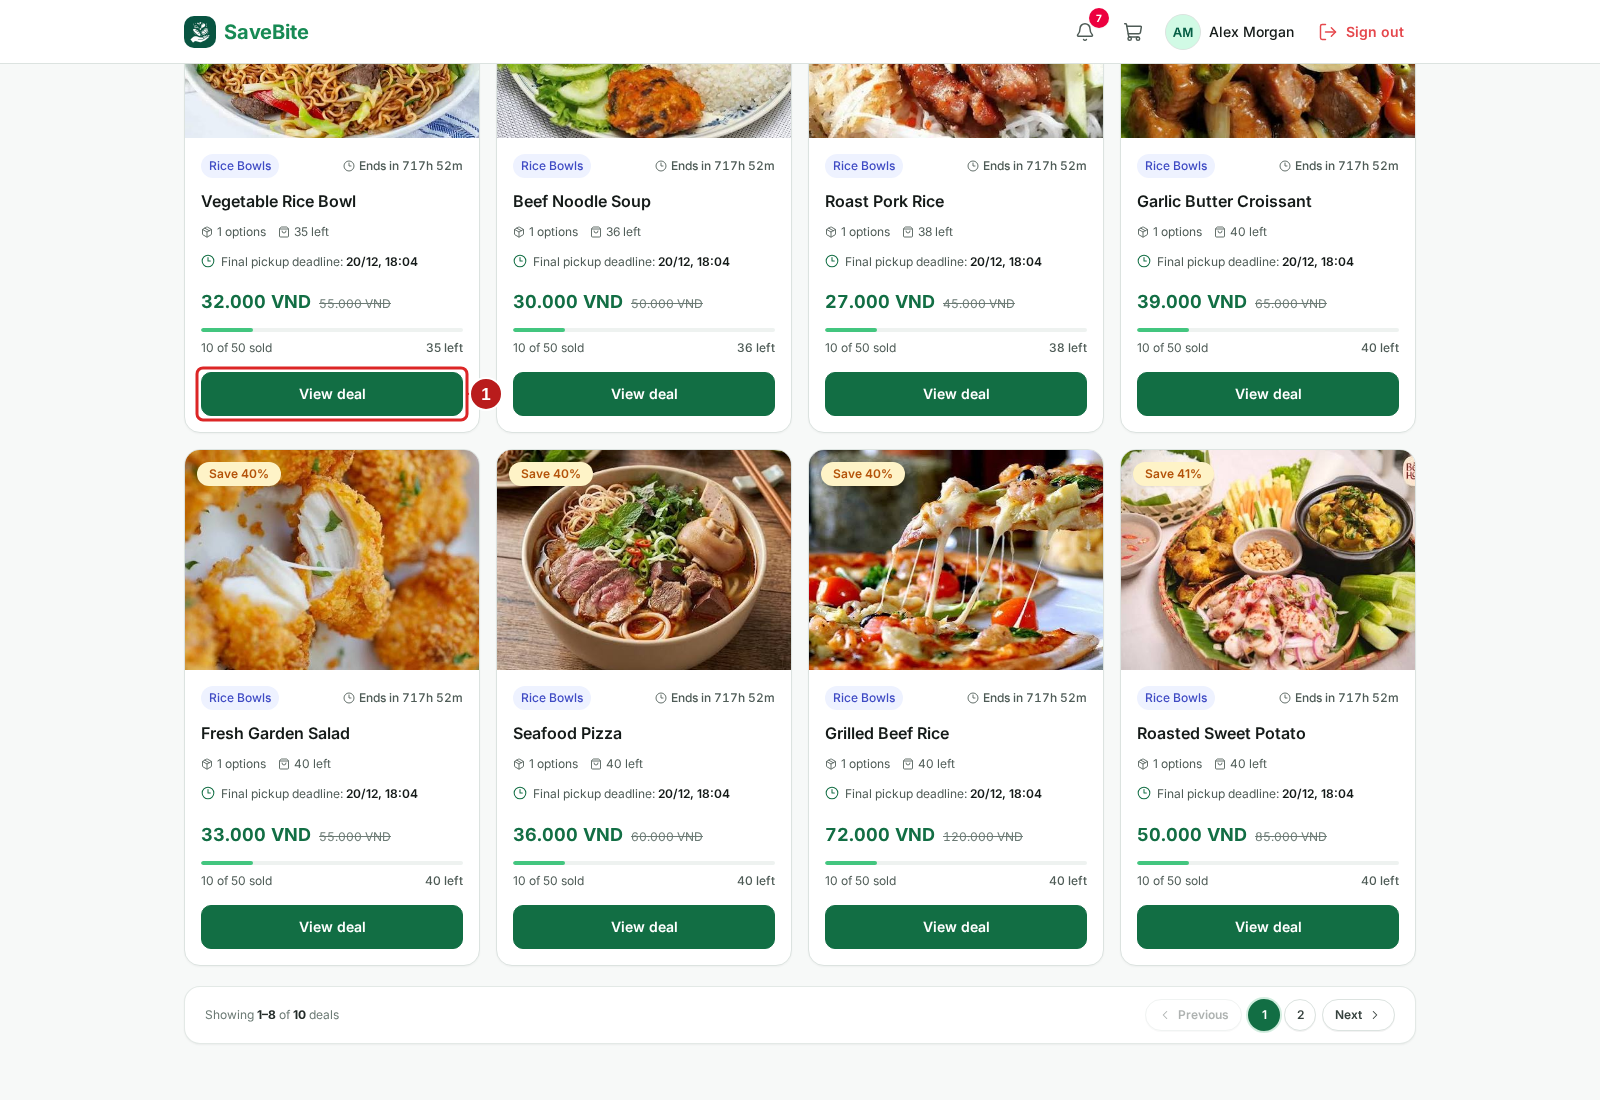 SaveBite
7
AM Alex Morgan
Sign out
Rice Bowls Ends in 717h 52m
Vegetable Rice Bowl
1 options 35 left
Final pickup deadline: 20/12, 18:04
32.000 VND 55.000 VND
10 of 50 sold 35 left
View deal
1
Rice Bowls Ends in 717h 52m
Beef Noodle Soup
1 options 36 left
Final pickup deadline: 20/12, 18:04
30.000 VND 50.000 VND
10 of 50 sold 36 left
View deal
Rice Bowls Ends in 717h 52m
Roast Pork Rice
1 options 38 left
Final pickup deadline: 20/12, 18:04
27.000 VND 45.000 VND
10 of 50 sold 38 left
View deal
Rice Bowls Ends in 717h 52m
Garlic Butter Croissant
1 options 40 left
Final pickup deadline: 20/12, 18:04
39.000 VND 65.000 VND
10 of 50 sold 40 left
View deal
Save 40%
Rice Bowls Ends in 717h 52m
Fresh Garden Salad
1 options 40 left
Final pickup deadline: 20/12, 18:04
33.000 VND 55.000 VND
10 of 50 sold 40 left
View deal
Save 40%
Rice Bowls Ends in 717h 52m
Seafood Pizza
1 options 40 left
Final pickup deadline: 20/12, 18:04
36.000 VND 60.000 VND
10 of 50 sold 40 left
View deal
Save 40%
Rice Bowls Ends in 717h 52m
Grilled Beef Rice
1 options 40 left
Final pickup deadline: 20/12, 18:04
72.000 VND 120.000 VND
10 of 50 sold 40 left
View deal
Save 41%
Rice Bowls Ends in 717h 52m
Roasted Sweet Potato
1 options 40 left
Final pickup deadline: 20/12, 18:04
50.000 VND 85.000 VND
10 of 50 sold 40 left
View deal
Showing 1–8 of 10 deals
Previous 1 2 Next